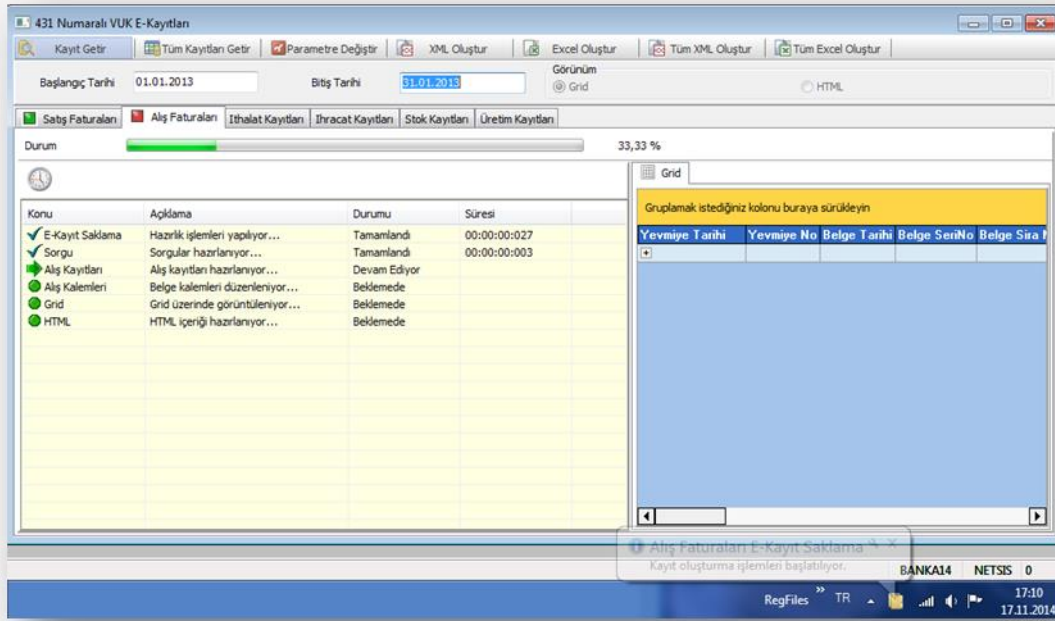 431 Numaralı VUK E-Kayıtları
Kayıt Getir Tüm Kayıtları Getir Parametre Değiştir XML Oluştur Excel Oluştur Tüm XML Oluştur Tüm Excel Oluştur
Başlangıç Tarihi 01.01.2013 Bitiş Tarihi 31.01.2013 Görünüm Grid HTML
Satış Faturaları Alış Faturaları Ithalat Kayıtları Ihracat Kayıtları Stok Kayıtları Üretim Kayıtları
Durum 33,33 %
Grid
Gruplamak istediğiniz kolonu buraya sürükleyin
Konu Açıklama Durumu Süresi
Yevmiye Tarihi Yevmiye No Belge Tarihi Belge SeriNo Belge Sira
E-Kayıt Saklama Hazırlık işlemleri yapılıyor... Tamamlandı 00:00:00:027
Sorgu Sorgular hazırlanıyor... Tamamlandı 00:00:00:003
Alış Kayıtları Alış kayıtları hazırlanıyor... Devam Ediyor
Alış Kalemleri Belge kalemleri düzenleniyor... Beklemede
Grid Grid üzerinde görüntüleniyor... Beklemede
HTML HTML içeriği hazırlanıyor... Beklemede
Alış Faturaları E-Kayıt Saklama
Kayıt oluşturma işlemleri başlatılıyor.
BANKA14 NETSIS 0
RegFiles TR 17:10
17.11.2014